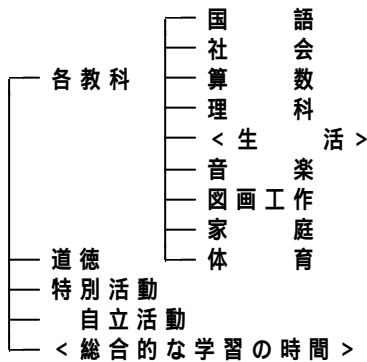 国語
社会
各教科
算数
理科
<生活>
音楽
図画工作
家庭
道徳
体育
特別活動
自立活動
<総合的な学習の時間>